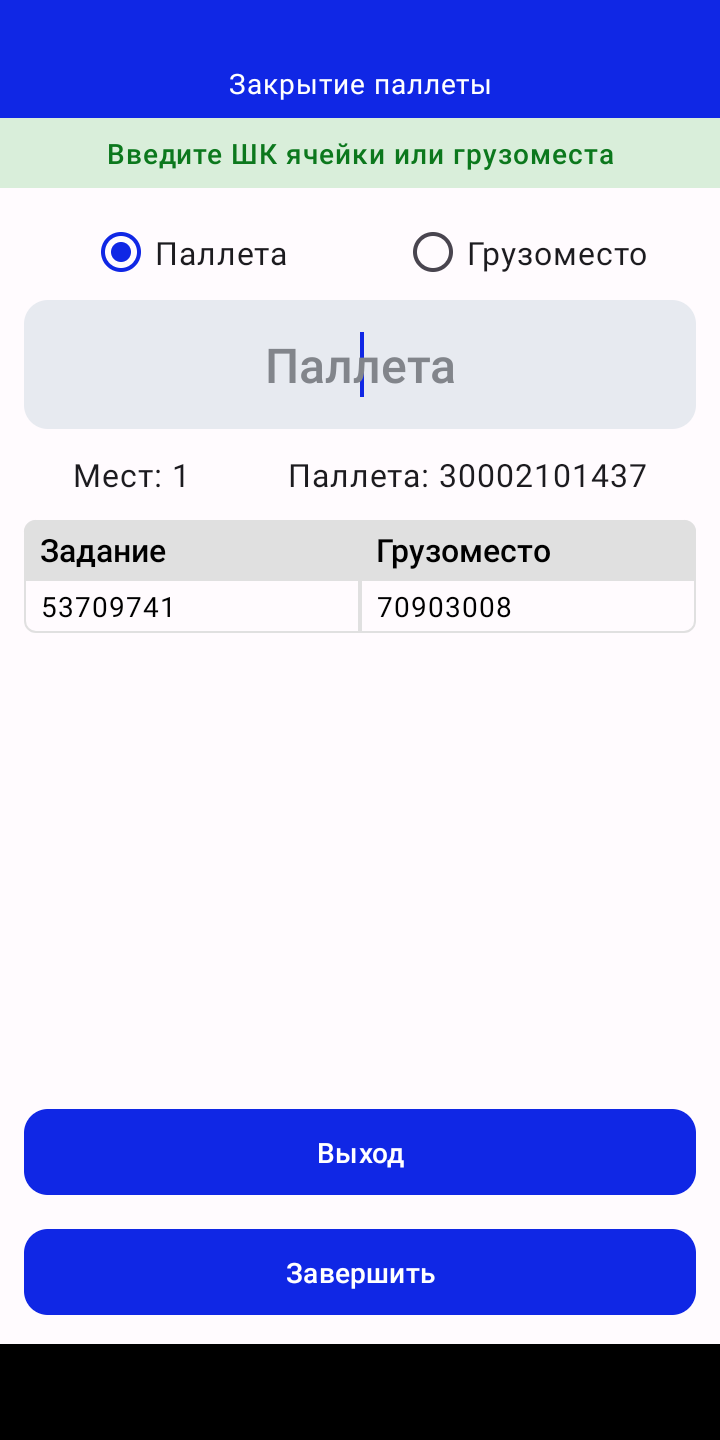 Закрытие паллеты
Введите ШК ячейки или грузоместа
Паллета Грузоместо
Паллета
Мест: 1 Паллета: 30002101437
Задание Грузоместо
53709741 70903008
Выход
Завершить